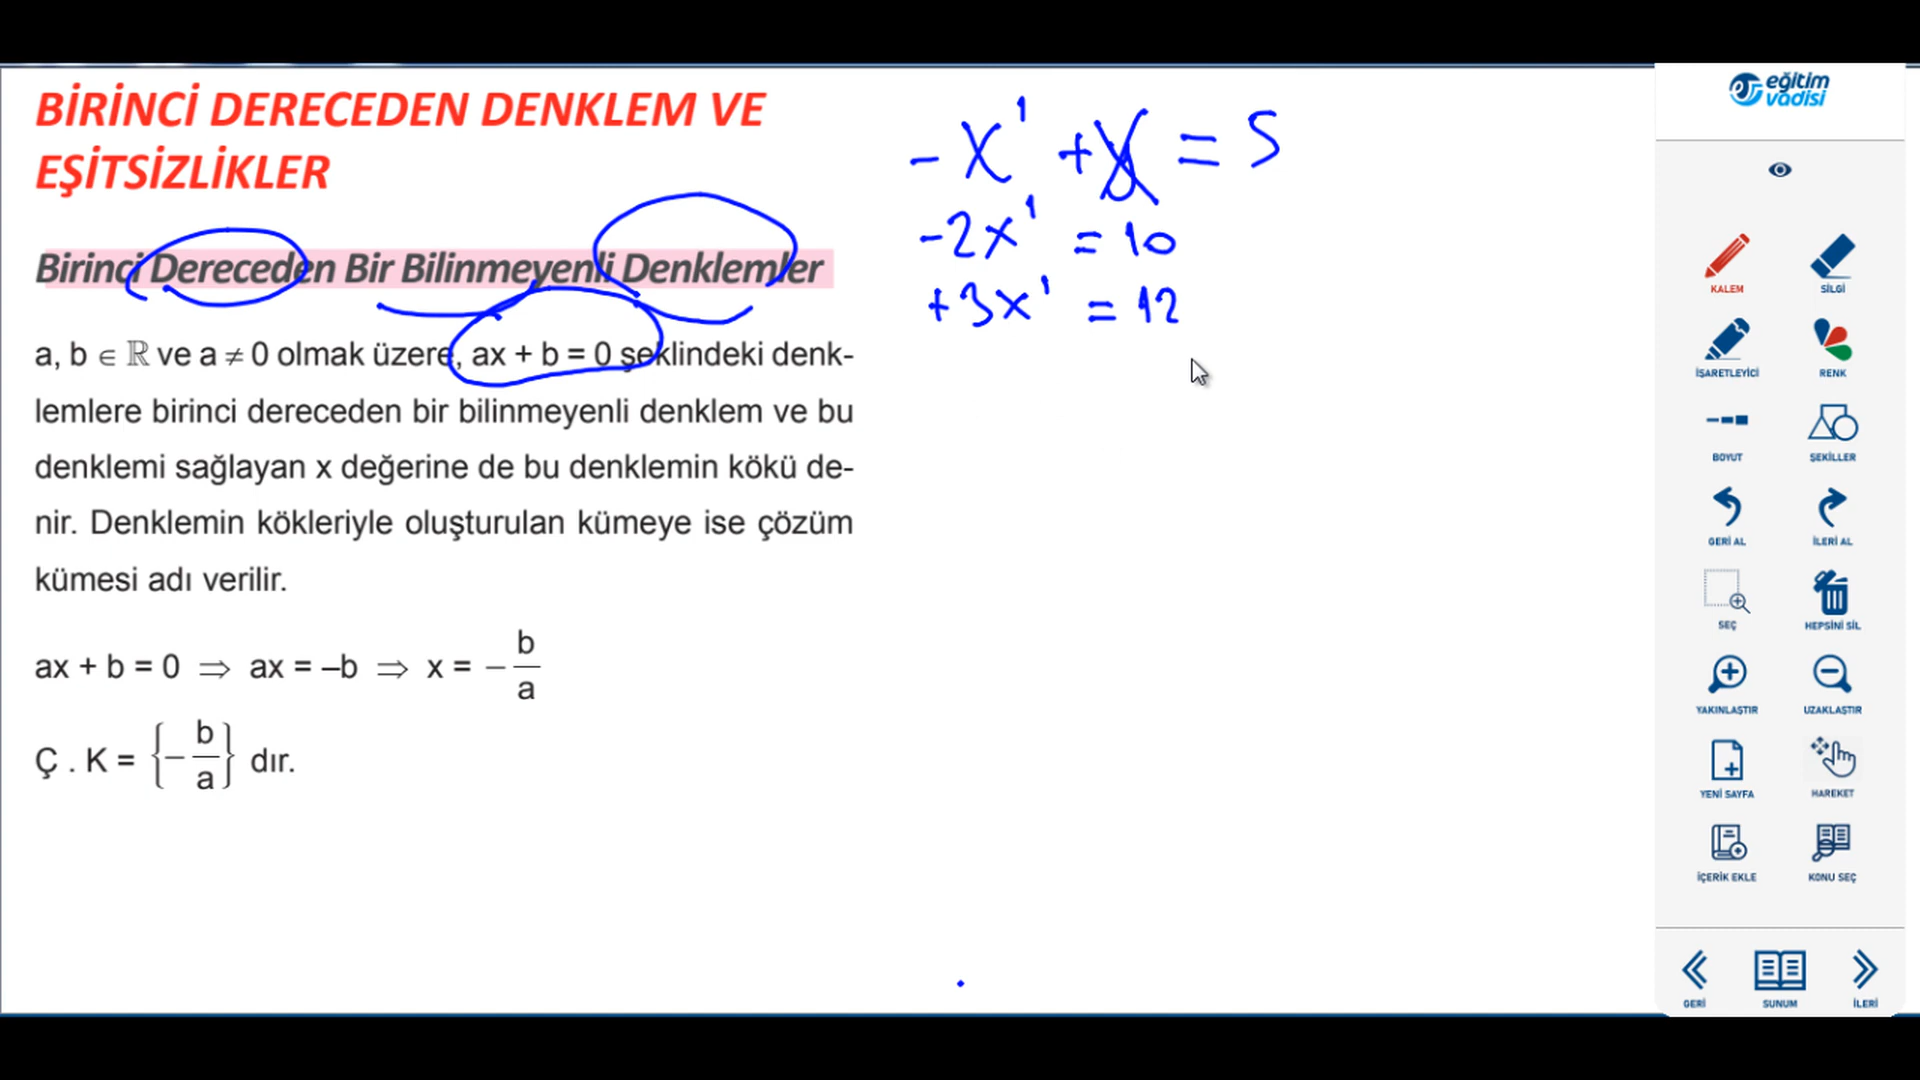 BİRİNCİ DERECEDEN DENKLEM VE
EŞİTSİZLİKLER
Birinci Dereceden Bir Bilinmeyenli Denklemler
a, b ∈ ℝ ve a ≠ 0 olmak üzere, ax + b = 0 şeklindeki denk-
lemlere birinci dereceden bir bilinmeyenli denklem ve bu
denklemi sağlayan x değerine de bu denklemin kökü de-
nir. Denklemin kökleriyle oluşturulan kümeye ise çözüm
kümesi adı verilir.
ax + b = 0 ⇒ ax = –b ⇒ x = − b/a
Ç . K = {− b/a} dır.
-x¹ + y = 5
-2x¹ = 10
+3x¹ = 12
eğitim
vadisi
KALEM
SİLGİ
İŞARETLEYİCİ
RENK
BOYUT
ŞEKİLLER
GERİ AL
İLERİ AL
SEÇ
HEPSİNİ SİL
YAKINLAŞTIR
UZAKLAŞTIR
YENİ SAYFA
HAREKET
İÇERİK EKLE
KONU SEÇ
GERİ
SUNUM
İLERİ